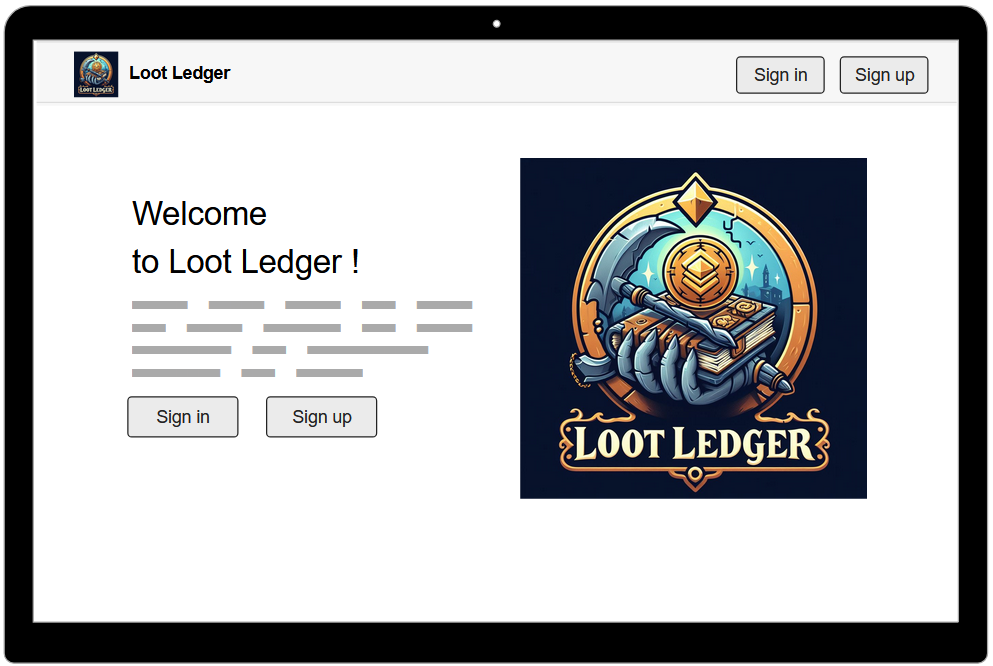 LOOT LEDGER
Loot Ledger
Sign in
Sign up
Welcome
to Loot Ledger !
Sign in
Sign up
LOOT LEDGER